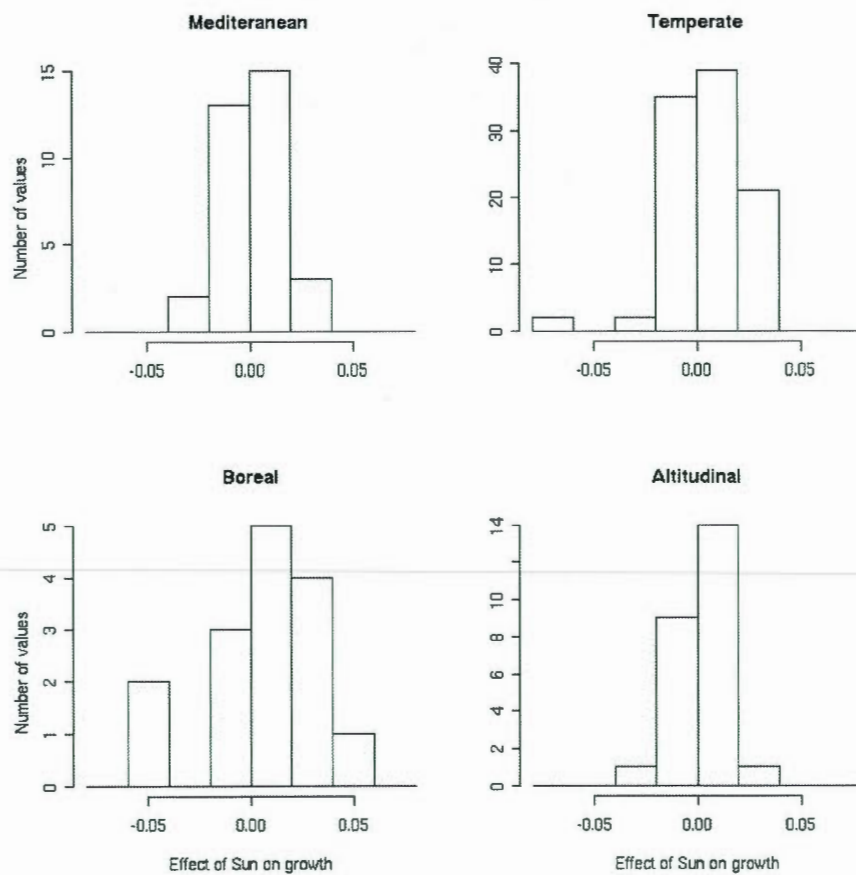 Mediteranean
Temperate
Number of values
15
10
5
0
-0.05 0.00 0.05
40
30
20
10
0
-0.05 0.00 0.05
Boreal
Altitudinal
Number of values
5
4
3
2
1
0
-0.05 0.00 0.05
Effect of Sun on growth
14
10
8
6
4
2
0
-0.05 0.00 0.05
Effect of Sun on growth